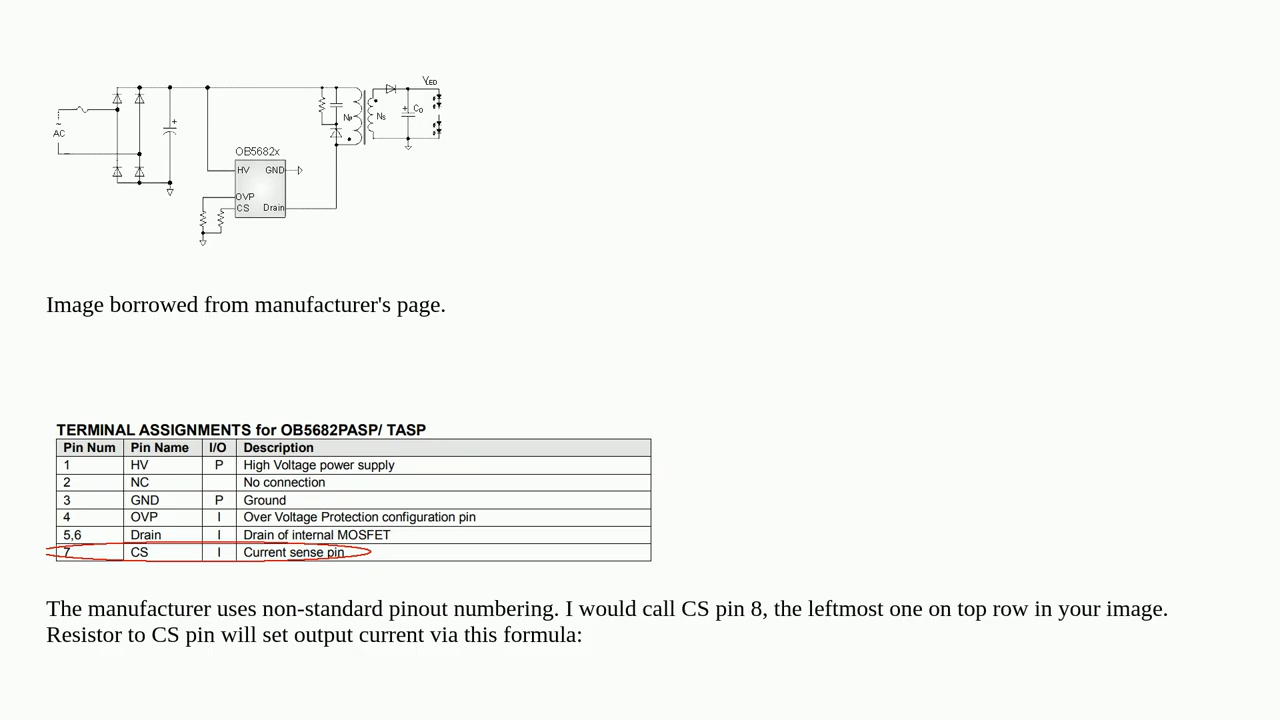 VLED
AC
NP
NS
CO
OB5682x
HV GND
OVP
CS Drain
Image borrowed from manufacturer's page.
TERMINAL ASSIGNMENTS for OB5682PASP/ TASP
Pin Num Pin Name I/O Description
1 HV P High Voltage power supply
2 NC No connection
3 GND P Ground
4 OVP I Over Voltage Protection configuration pin
5,6 Drain I Drain of internal MOSFET
7 CS I Current sense pin
The manufacturer uses non-standard pinout numbering. I would call CS pin 8, the leftmost one on top row in your image.
Resistor to CS pin will set output current via this formula: